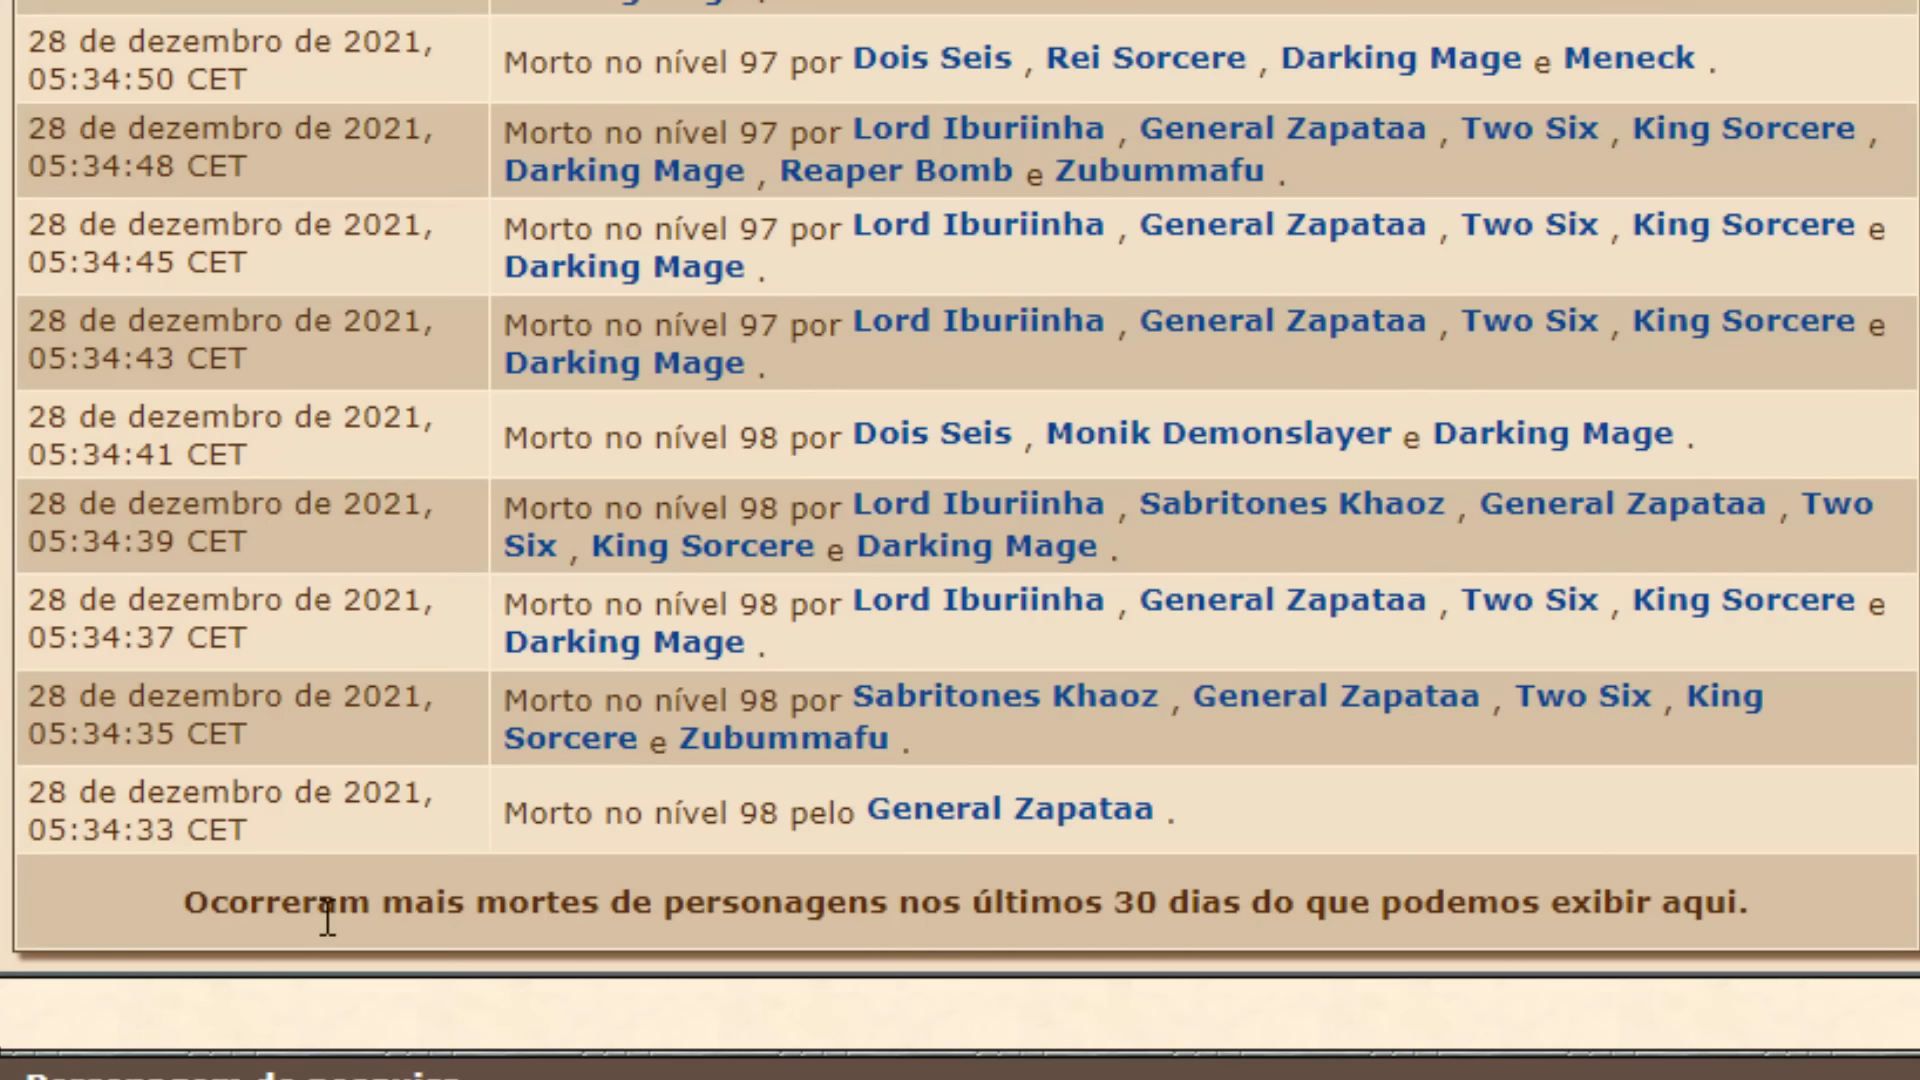 28 de dezembro de 2021,
05:34:50 CET
Morto no nível 97 por Dois Seis , Rei Sorcere , Darking Mage e Meneck .
28 de dezembro de 2021,
05:34:48 CET
Morto no nível 97 por Lord Iburiinha , General Zapataa , Two Six , King Sorcere ,
Darking Mage , Reaper Bomb e Zubummafu .
28 de dezembro de 2021,
05:34:45 CET
Morto no nível 97 por Lord Iburiinha , General Zapataa , Two Six , King Sorcere e
Darking Mage .
28 de dezembro de 2021,
05:34:43 CET
Morto no nível 97 por Lord Iburiinha , General Zapataa , Two Six , King Sorcere e
Darking Mage .
28 de dezembro de 2021,
05:34:41 CET
Morto no nível 98 por Dois Seis , Monik Demonslayer e Darking Mage .
28 de dezembro de 2021,
05:34:39 CET
Morto no nível 98 por Lord Iburiinha , Sabritones Khaoz , General Zapataa , Two
Six , King Sorcere e Darking Mage .
28 de dezembro de 2021,
05:34:37 CET
Morto no nível 98 por Lord Iburiinha , General Zapataa , Two Six , King Sorcere e
Darking Mage .
28 de dezembro de 2021,
05:34:35 CET
Morto no nível 98 por Sabritones Khaoz , General Zapataa , Two Six , King
Sorcere e Zubummafu .
28 de dezembro de 2021,
05:34:33 CET
Morto no nível 98 pelo General Zapataa .
Ocorreram mais mortes de personagens nos últimos 30 dias do que podemos exibir aqui.